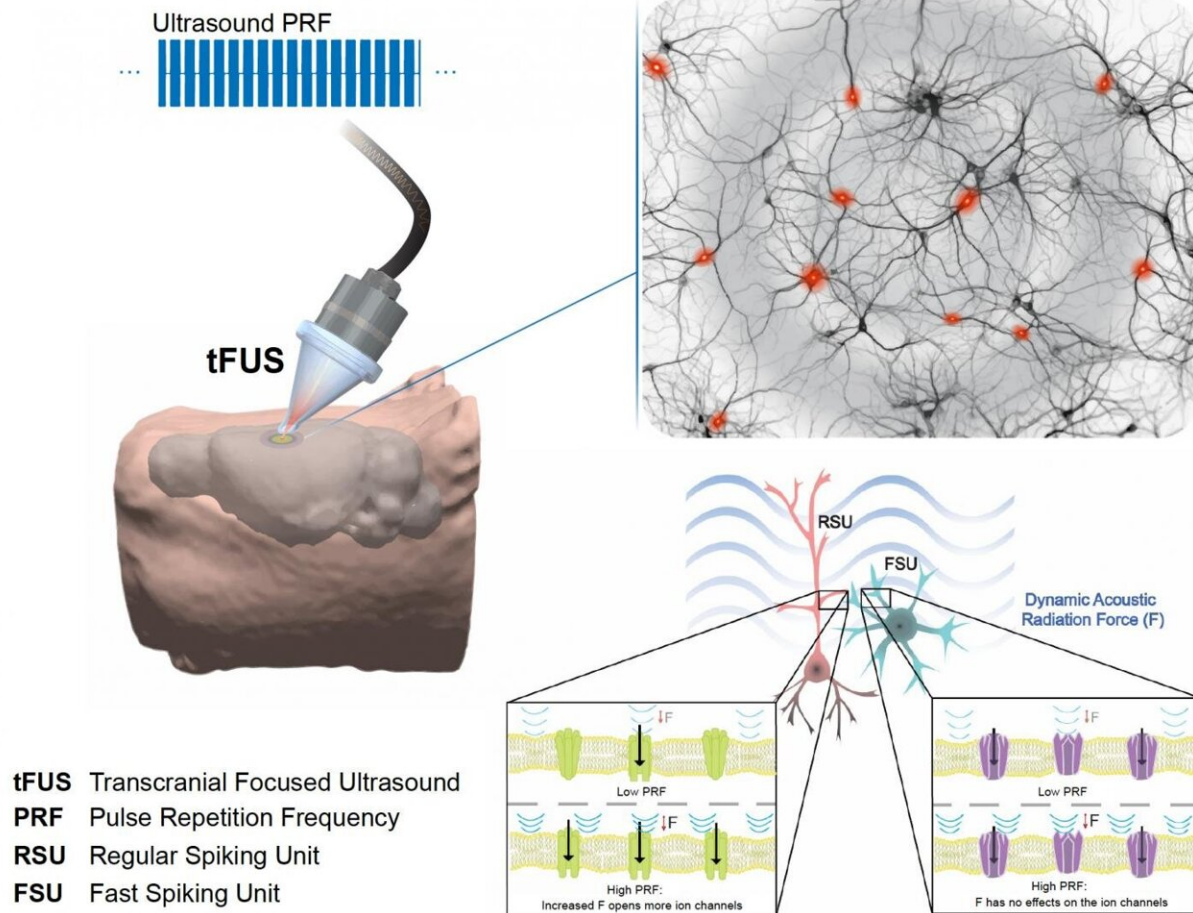 Ultrasound PRF
... ...
tFUS
RSU
FSU
Dynamic Acoustic
Radiation Force (F)
F
Low PRF
F
High PRF:
Increased F opens more ion channels
F
Low PRF
F
High PRF:
F has no effects on the ion channels
tFUS Transcranial Focused Ultrasound
PRF Pulse Repetition Frequency
RSU Regular Spiking Unit
FSU Fast Spiking Unit